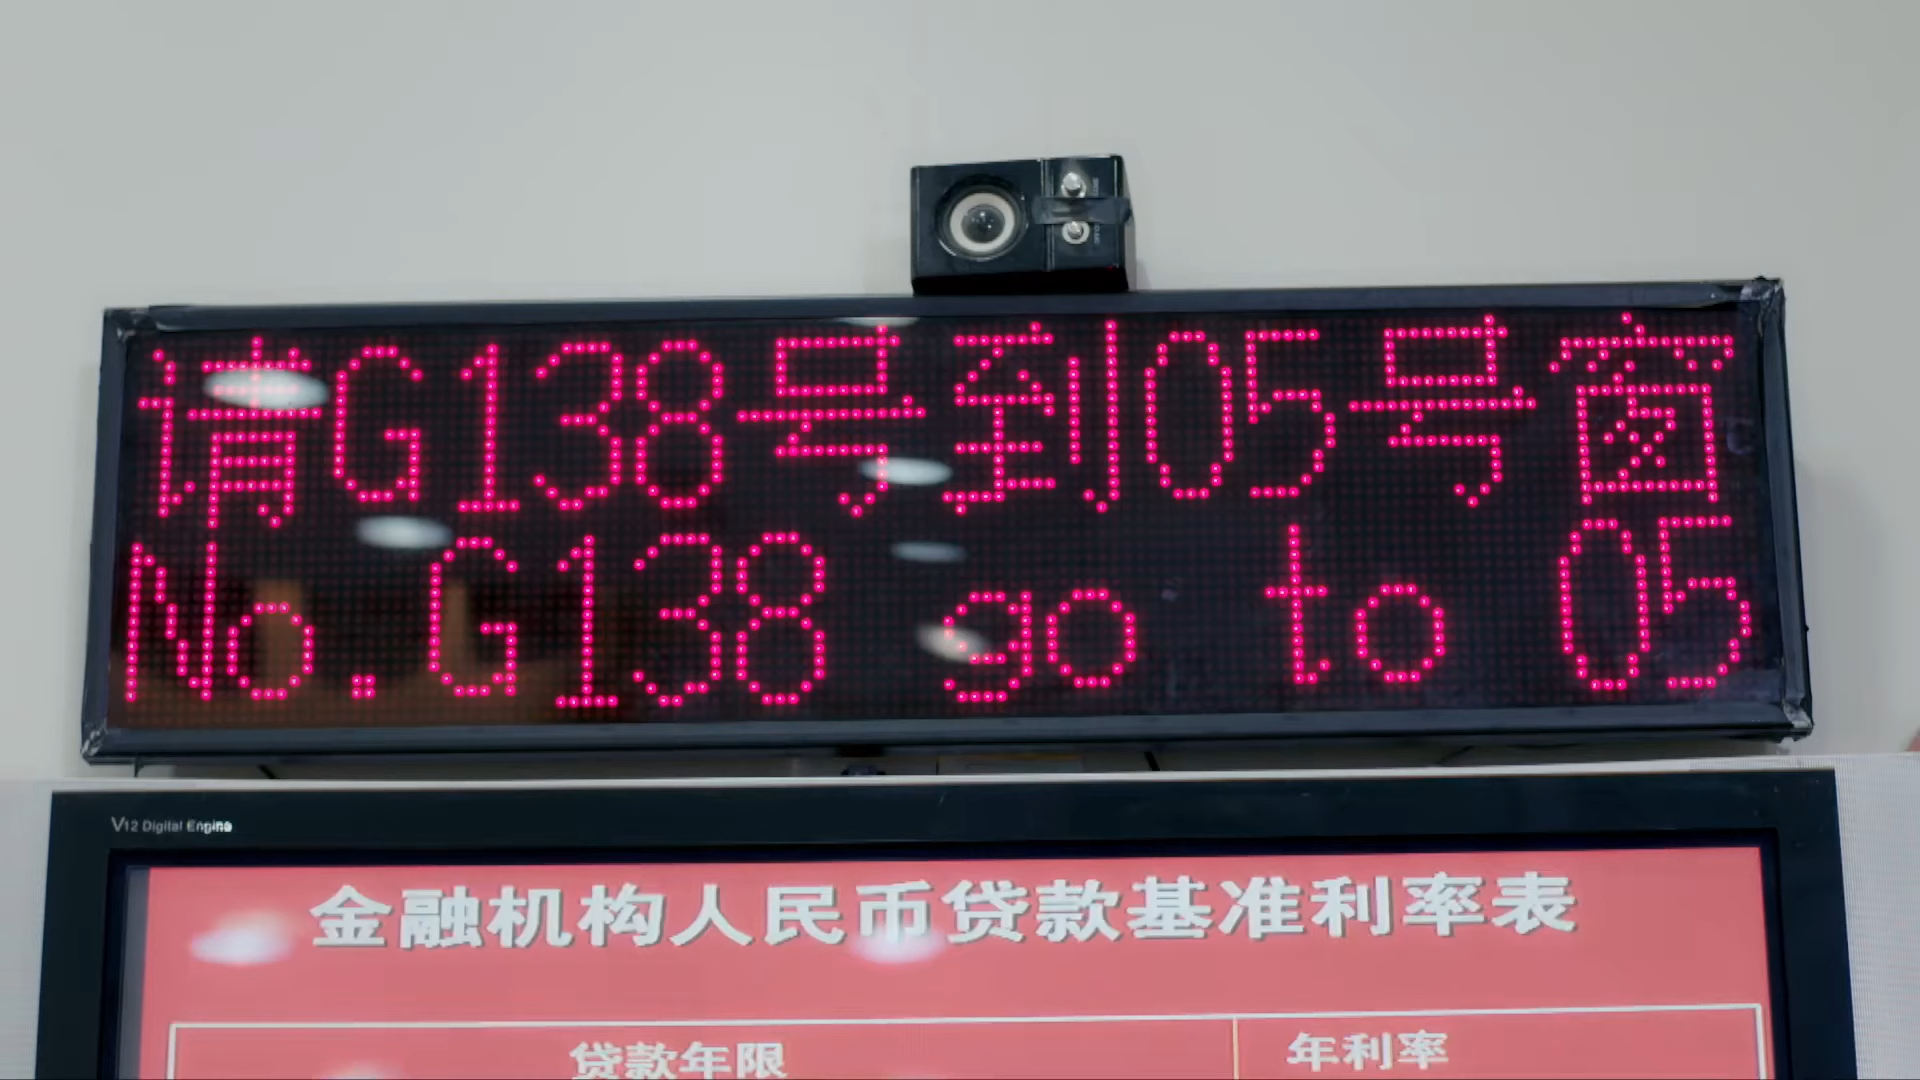 请G138号到05号窗
No.G138 go to 05
V12 Digital Engine
金融机构人民币贷款基准利率表
贷款年限 年利率